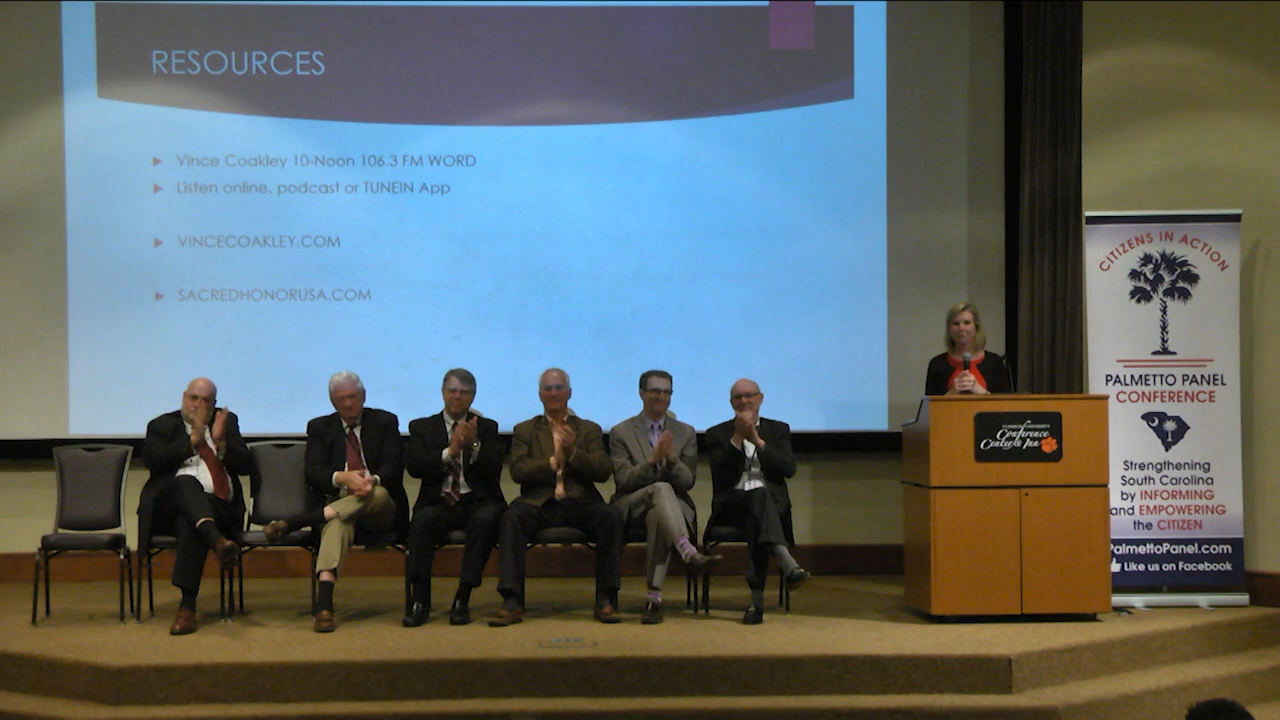 RESOURCES
Vince Coakley 10-Noon 106.3 FM WORD
Listen online, podcast or TUNEIN App
VINCECOAKLEY.COM
SACREDHONORUSA.COM
CITIZENS IN ACTION
PALMETTO PANEL
CONFERENCE
Strengthening
South Carolina
by INFORMING
and EMPOWERING
the CITIZEN
PalmettoPanel.com
Like us on Facebook
Conference
Center & Inn